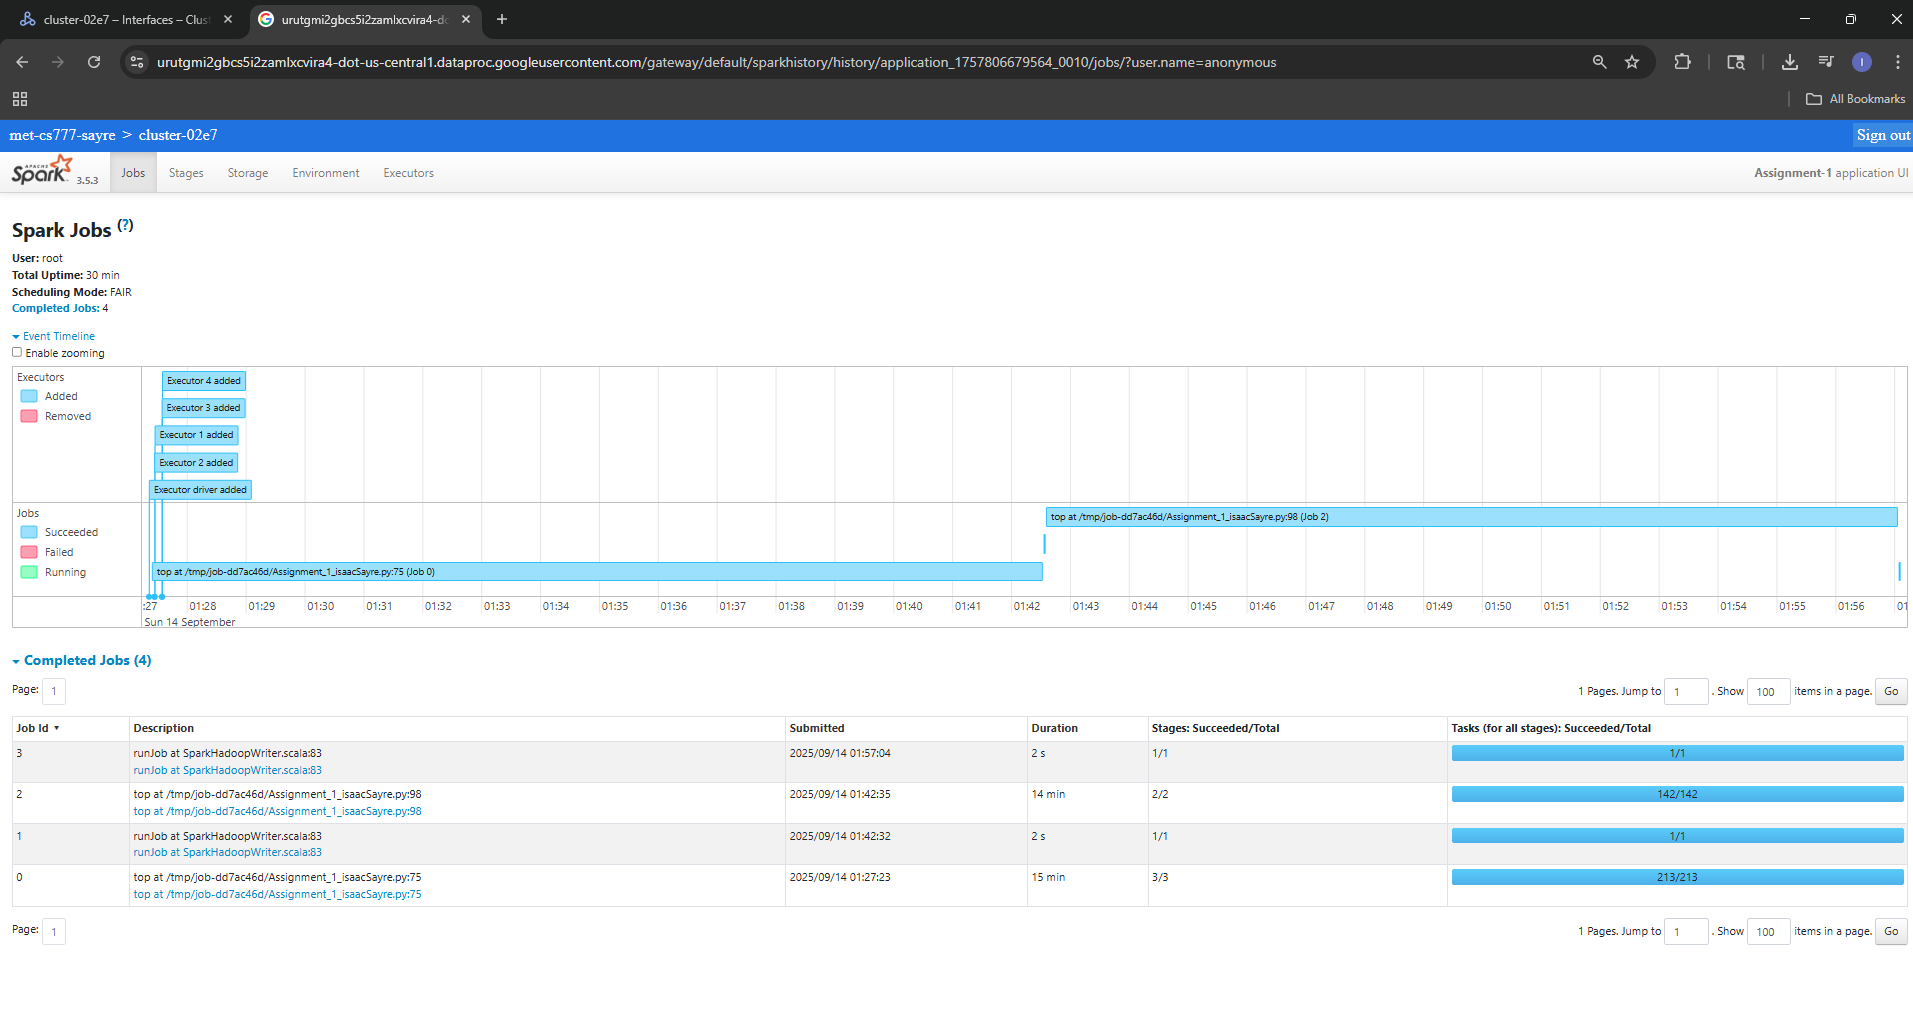 cluster-02e7 – Interfaces – Clus
urutgmi2gbcs5i2zamlxcvira4-do
urutgmi2gbcs5i2zamlxcvira4-dot-us-central1.dataproc.googleusercontent.com/gateway/default/sparkhistory/history/application_1757806679564_0010/jobs/?user.name=anonymous
I
All Bookmarks
met-cs777-sayre > cluster-02e7
Sign out
APACHE Spark 3.5.3 Jobs Stages Storage Environment Executors
Assignment-1 application UI
Spark Jobs (?)
User: root
Total Uptime: 30 min
Scheduling Mode: FAIR
Completed Jobs: 4
Event Timeline
Enable zooming
Executors
Added
Removed
Executor 4 added
Executor 3 added
Executor 1 added
Executor 2 added
Executor driver added
Jobs
Succeeded
Failed
Running
top at /tmp/job-dd7ac46d/Assignment_1_isaacSayre.py:98 (Job 2)
top at /tmp/job-dd7ac46d/Assignment_1_isaacSayre.py:75 (Job 0)
:27 01:28 01:29 01:30 01:31 01:32 01:33 01:34 01:35 01:36 01:37 01:38 01:39 01:40 01:41 01:42 01:43 01:44 01:45 01:46 01:47 01:48 01:49 01:50 01:51 01:52 01:53 01:54 01:55 01:56 01
Sun 14 September
Completed Jobs (4)
Page: 1
1 Pages. Jump to 1 . Show 100 items in a page. Go
Job Id ▾ Description Submitted Duration Stages: Succeeded/Total Tasks (for all stages): Succeeded/Total
3 runJob at SparkHadoopWriter.scala:83 2025/09/14 01:57:04 2 s 1/1 1/1
runJob at SparkHadoopWriter.scala:83
2 top at /tmp/job-dd7ac46d/Assignment_1_isaacSayre.py:98 2025/09/14 01:42:35 14 min 2/2 142/142
top at /tmp/job-dd7ac46d/Assignment_1_isaacSayre.py:98
1 runJob at SparkHadoopWriter.scala:83 2025/09/14 01:42:32 2 s 1/1 1/1
runJob at SparkHadoopWriter.scala:83
0 top at /tmp/job-dd7ac46d/Assignment_1_isaacSayre.py:75 2025/09/14 01:27:23 15 min 3/3 213/213
top at /tmp/job-dd7ac46d/Assignment_1_isaacSayre.py:75
Page: 1
1 Pages. Jump to 1 . Show 100 items in a page. Go